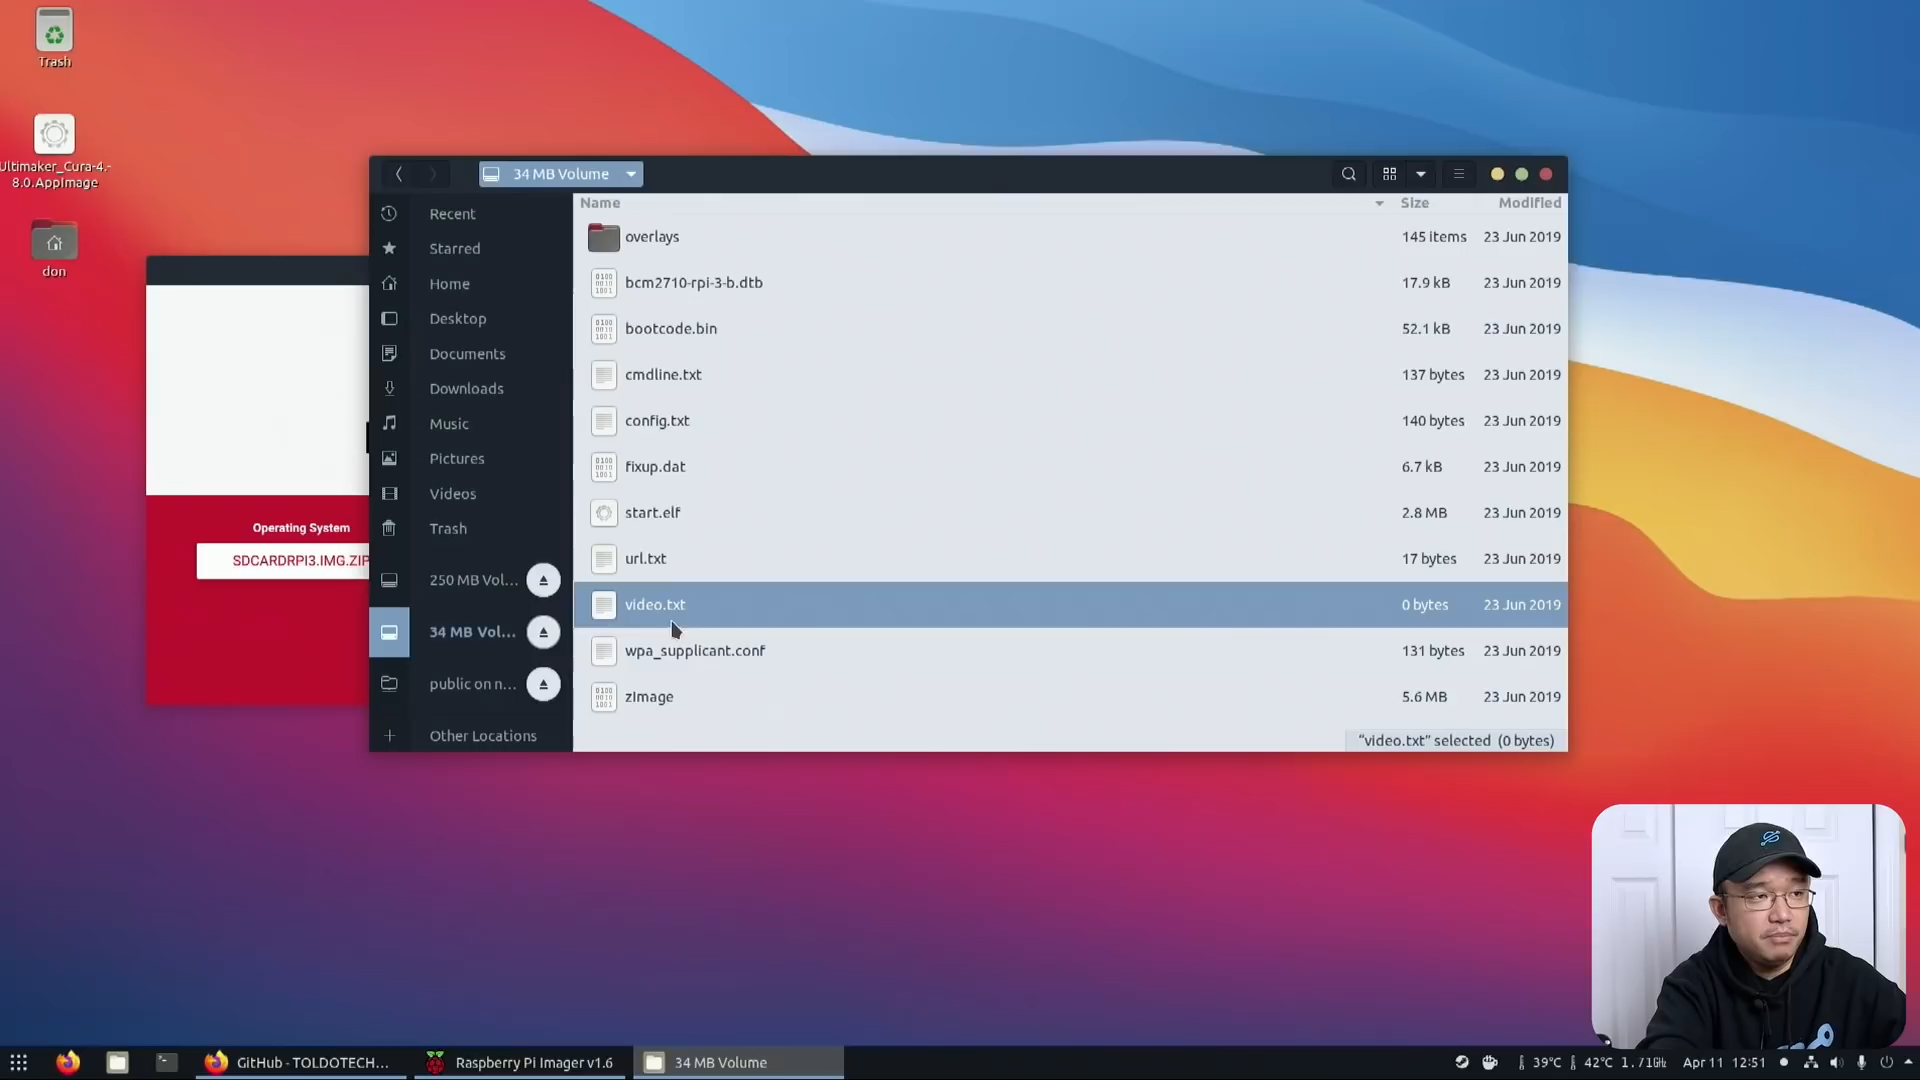 Trash
Ultimaker_Cura-4.-
8.0.AppImage
don
Operating System
SDCARDRPI3.IMG.ZIP
34 MB Volume
Recent
Starred
Home
Desktop
Documents
Downloads
Music
Pictures
Videos
Trash
250 MB Vol...
34 MB Vol...
public on n...
Other Locations
Name Size Modified
overlays 145 items 23 Jun 2019
bcm2710-rpi-3-b.dtb 17.9 kB 23 Jun 2019
bootcode.bin 52.1 kB 23 Jun 2019
cmdline.txt 137 bytes 23 Jun 2019
config.txt 140 bytes 23 Jun 2019
fixup.dat 6.7 kB 23 Jun 2019
start.elf 2.8 MB 23 Jun 2019
url.txt 17 bytes 23 Jun 2019
video.txt 0 bytes 23 Jun 2019
wpa_supplicant.conf 131 bytes 23 Jun 2019
zImage 5.6 MB 23 Jun 2019
“video.txt” selected (0 bytes)
GitHub - TOLDOTECH... Raspberry Pi Imager v1.6 34 MB Volume 39°C 42°C 1.71GHz Apr 11 12:51